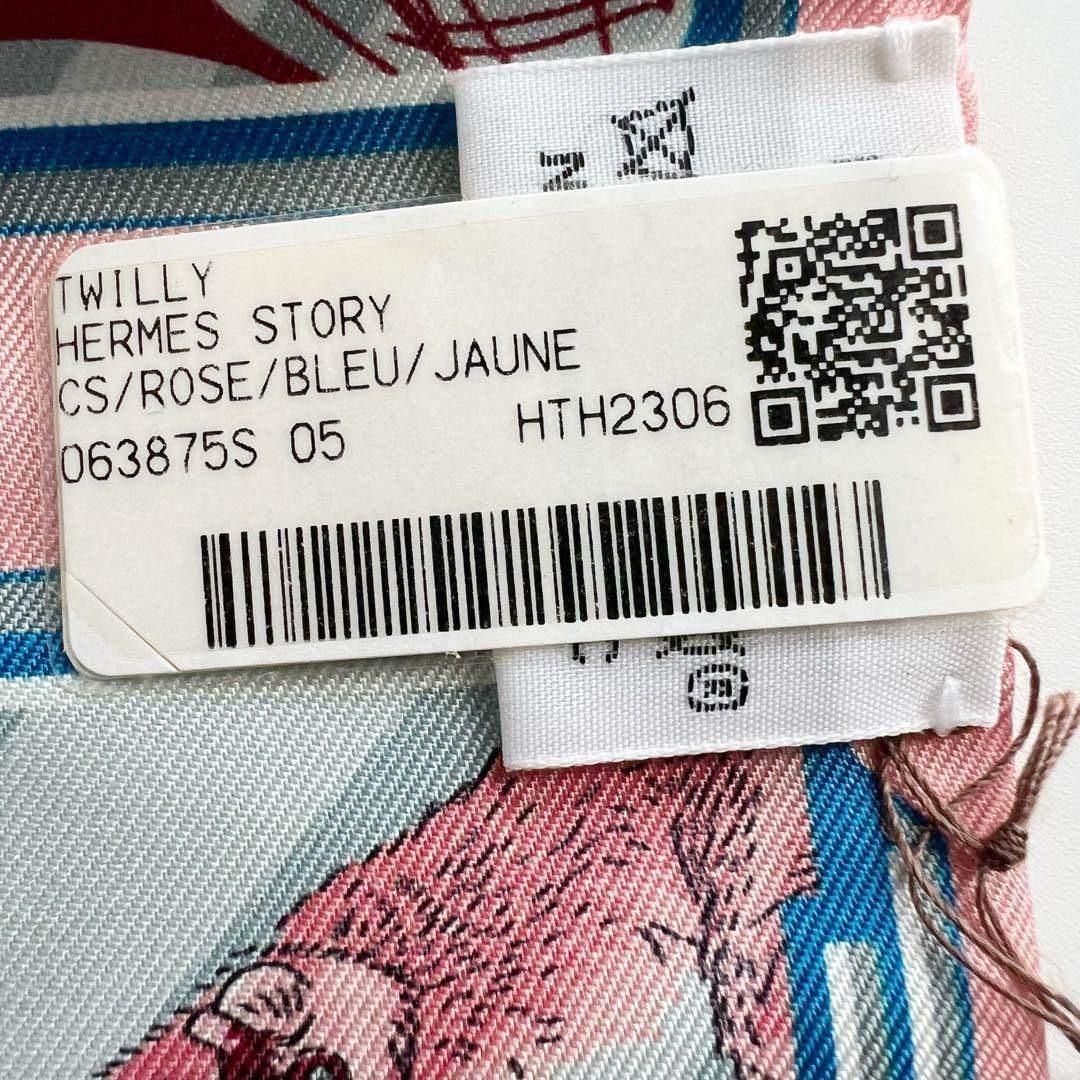 TWILLY
HERMES STORY
CS/ROSE/BLEU/JAUNE
063875S 05 HTH2306